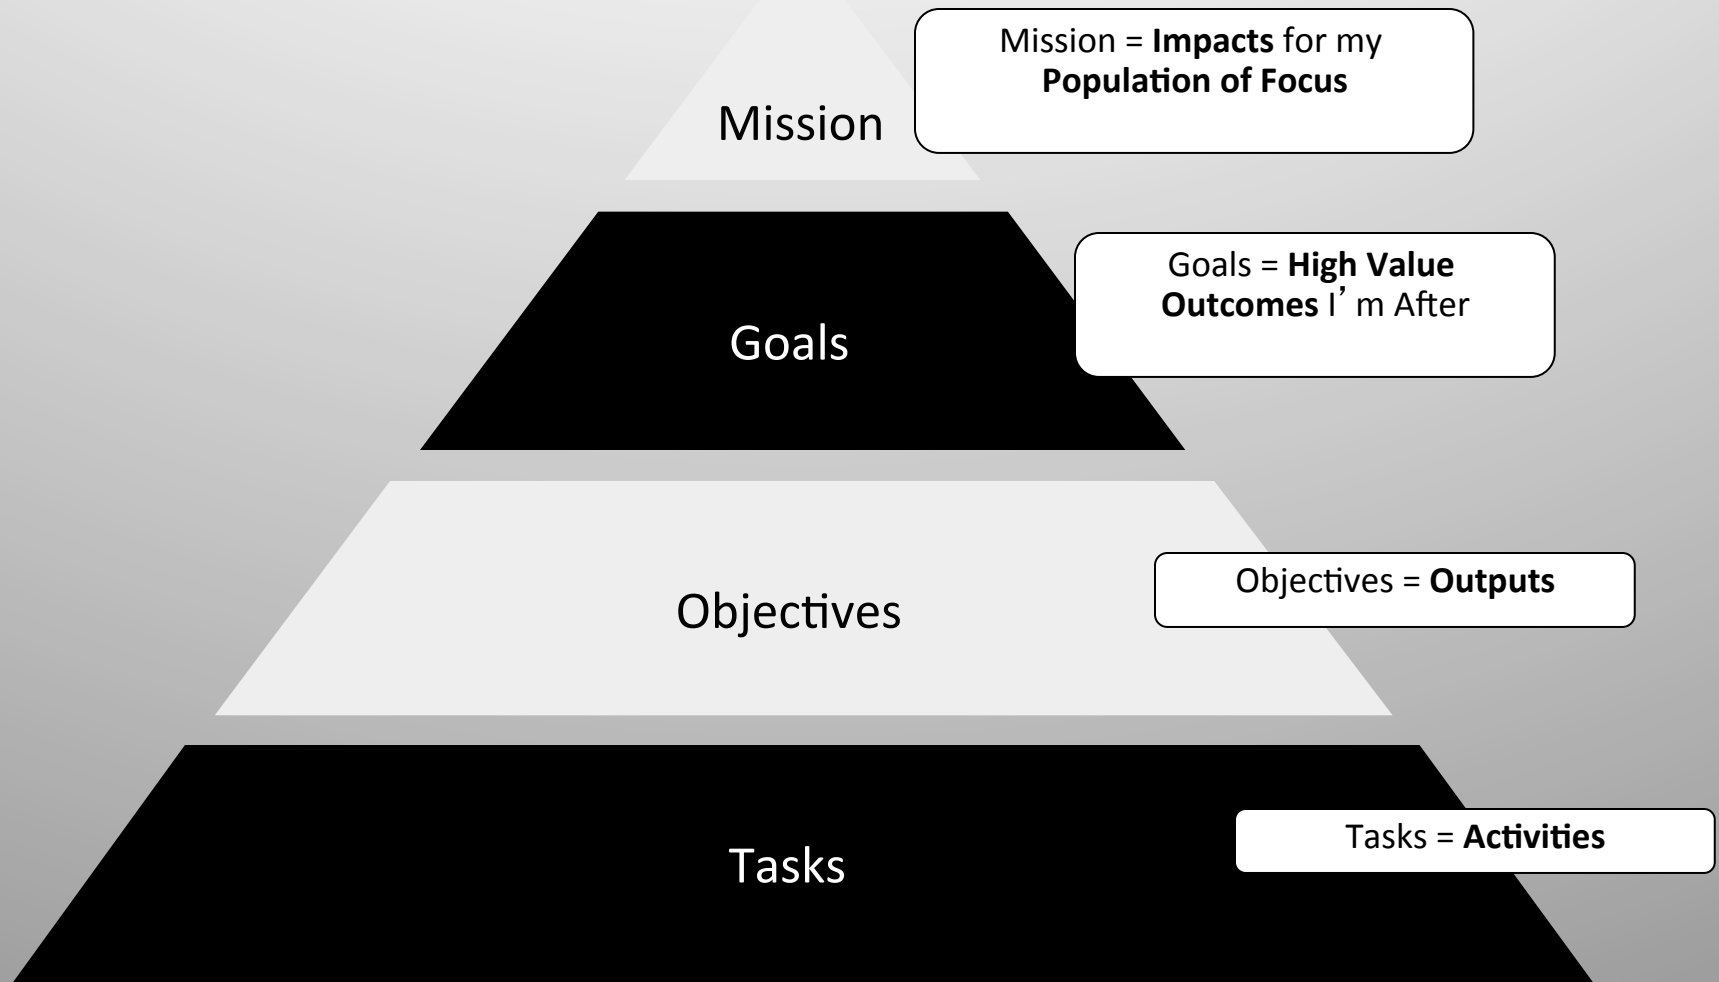 Mission = Impacts for my
Population of Focus
Mission
Goals = High Value
Outcomes I’ m After
Goals
Objectives = Outputs
Objectives
Tasks = Activities
Tasks